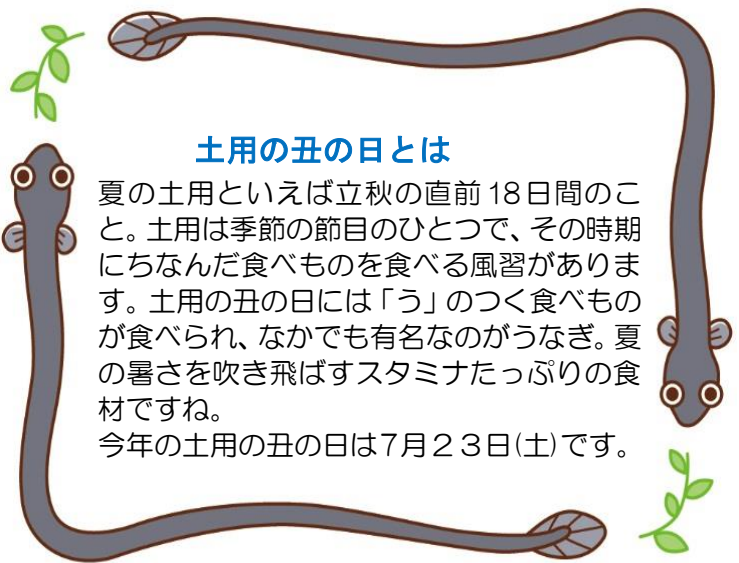 土用の丑の日とは
夏の土用といえば立秋の直前18日間のこ
と。土用は季節の節目のひとつで、その時期
にちなんだ食べものを食べる風習がありま
す。土用の丑の日には「う」のつく食べもの
が食べられ、なかでも有名なのがうなぎ。夏
の暑さを吹き飛ばすスタミナたっぷりの食
材ですね。
今年の土用の丑の日は7月23日(土)です。